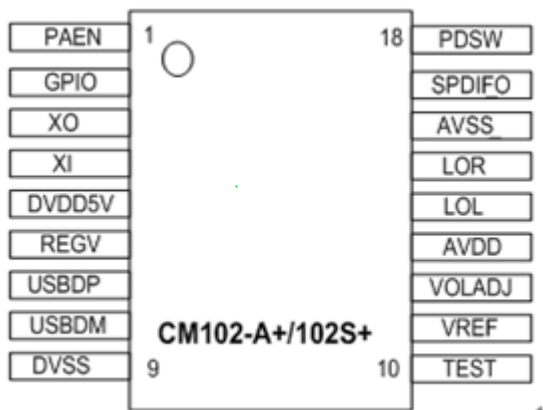 PAEN 1 18 PDSW
GPIO SPDIFO
XO AVSS_
XI LOR
DVDD5V LOL
REGV AVDD
USBDP VOLADJ
USBDM CM102-A+/102S+ VREF
DVSS 9 10 TEST